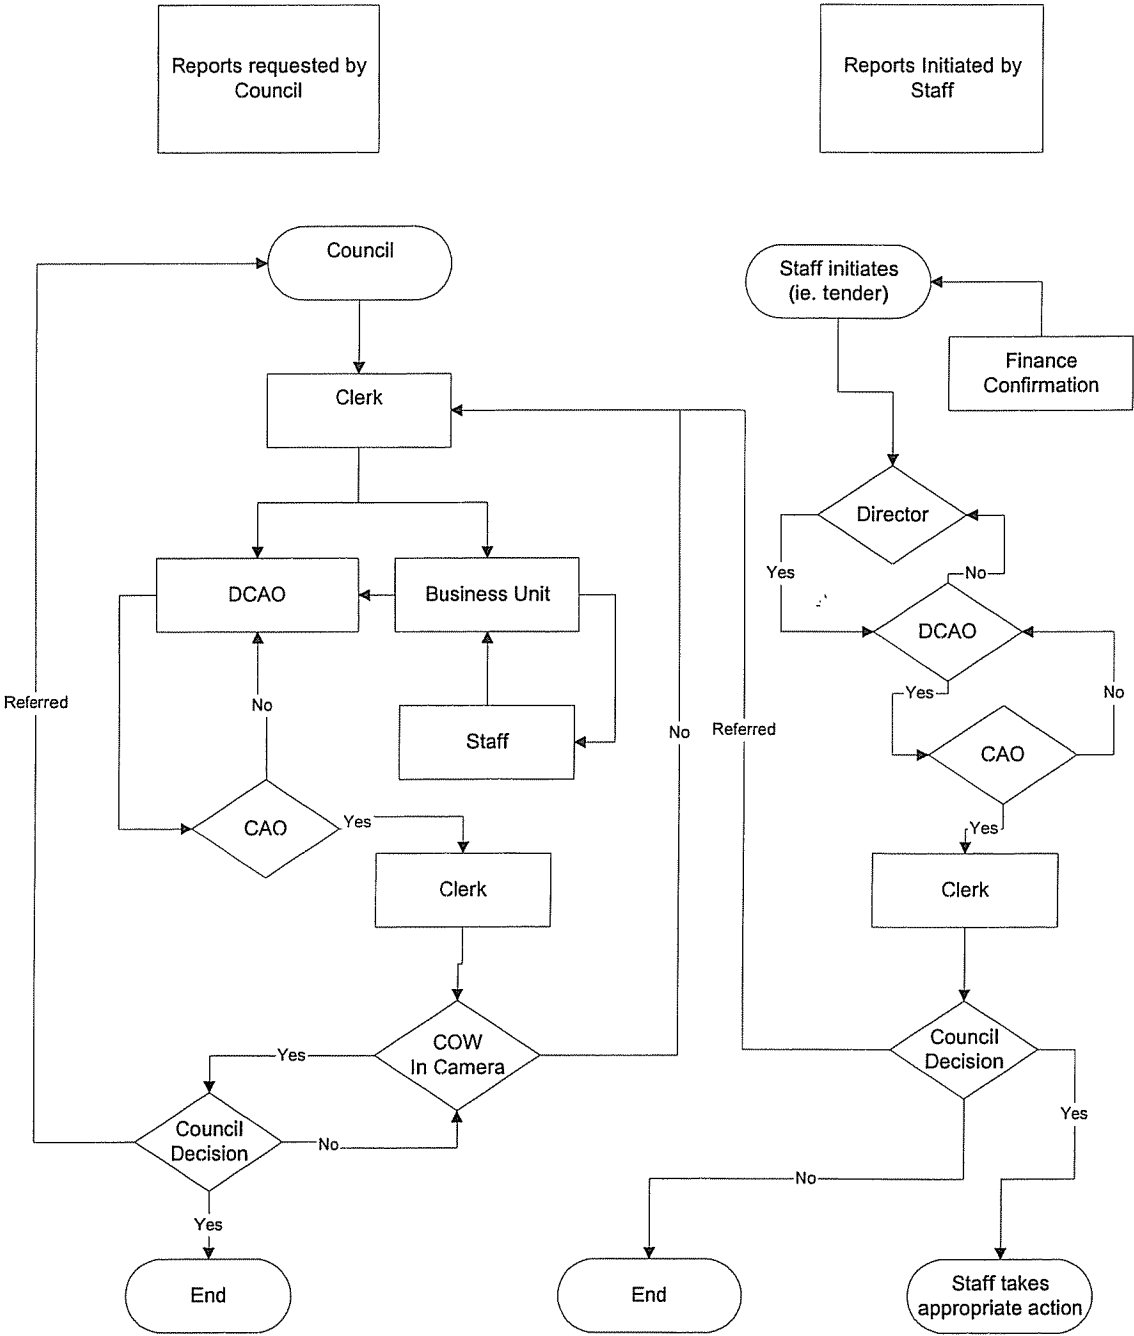 Reports requested by
Council
Reports Initiated by
Staff
Council
Staff initiates
(ie. tender)
Finance
Confirmation
Clerk
Director
Yes
No
DCAO
Business Unit
DCAO
Yes
No
Referred
No
Staff
No
Referred
CAO
CAO
Yes
Yes
Clerk
Clerk
COW
In Camera
Council
Decision
Yes
Yes
Council
Decision
No
No
Yes
End
End
Staff takes
appropriate action